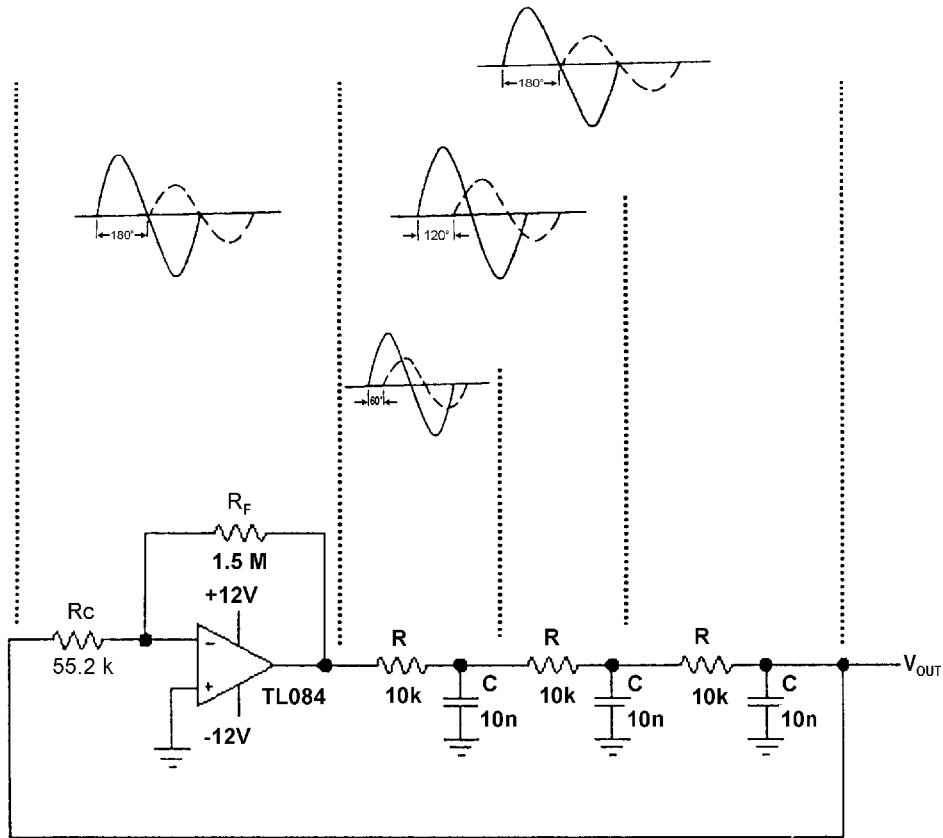 180°
180°
120°
60°
R_F
1.5 M
+12V
Rc
55.2 k
−
+
TL084
-12V
R
R
R
10k
C
10n
10k
C
10n
10k
C
10n
V_OUT